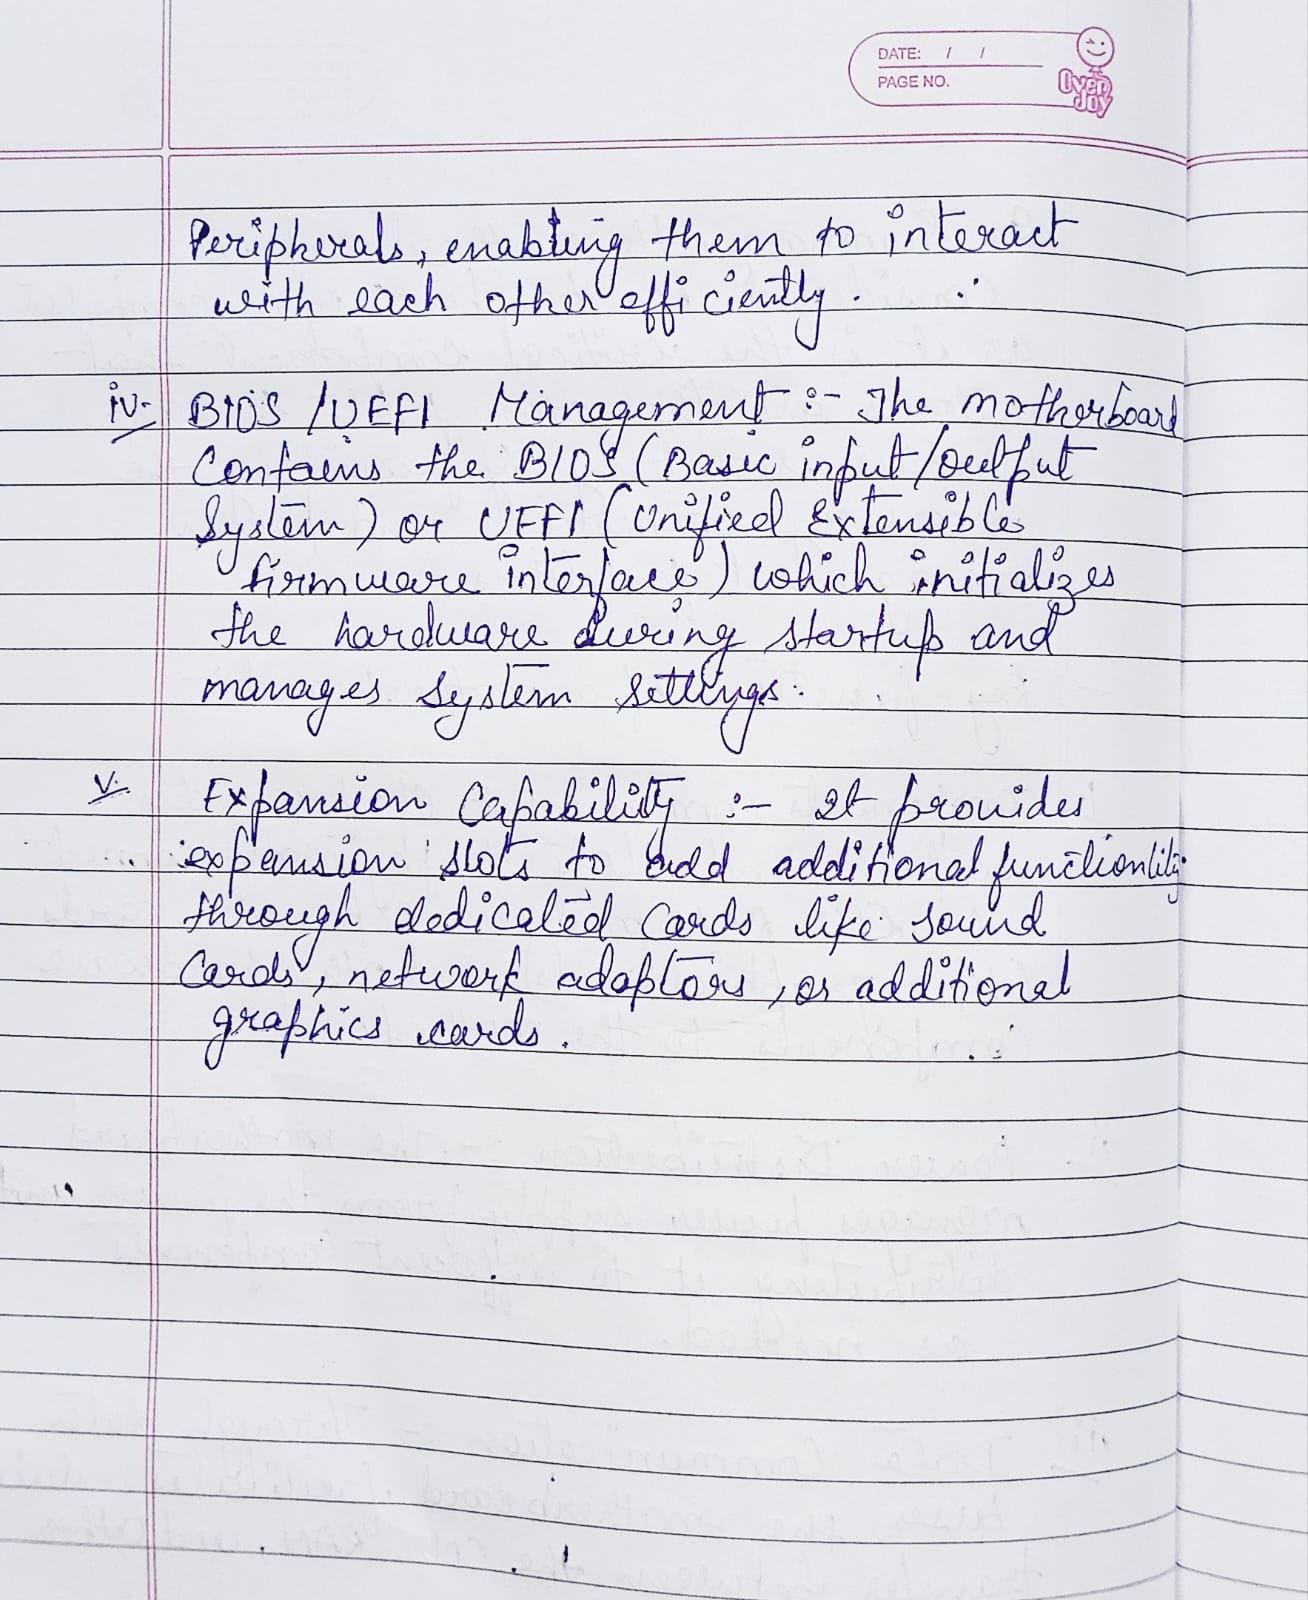 DATE: / /
PAGE NO.
Over
Joy
Peripherals, enabling them to interact
with each other efficiently.
iv. BIOS /UEFI Management :- The motherboard
Contains the BIOS (Basic input/output
System) or UEFI (Unified Extensible
firmware interface) which initializes
the hardware during startup and
manages system settings.
v. Expansion Capability :- It provides
expansion slots to add additional functionlity
through dedicated Cards like sound
Cards, network adaptors, or additional
graphics cards.